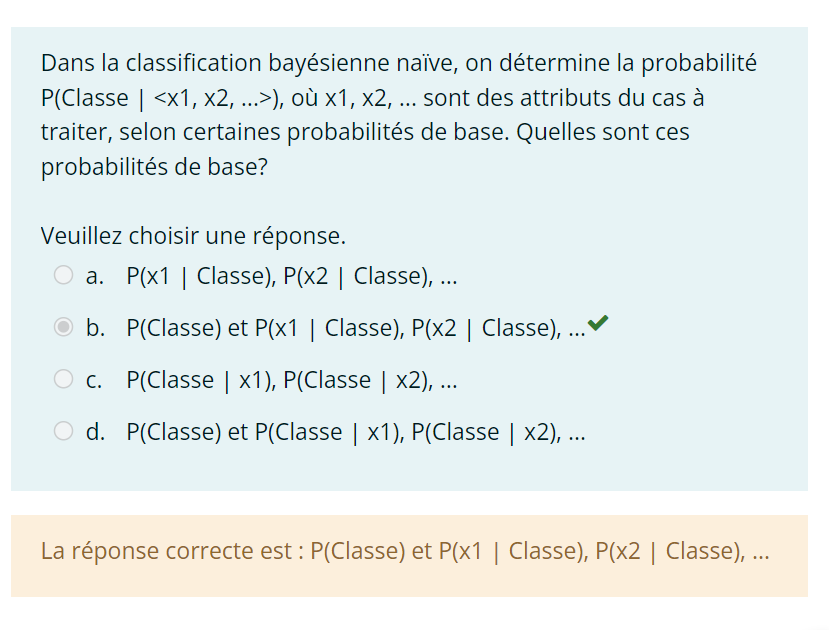 Dans la classification bayésienne naïve, on détermine la probabilité
P(Classe | <x1, x2, ...>), où x1, x2, ... sont des attributs du cas à
traiter, selon certaines probabilités de base. Quelles sont ces
probabilités de base?
Veuillez choisir une réponse.
a. P(x1 | Classe), P(x2 | Classe), ...
b. P(Classe) et P(x1 | Classe), P(x2 | Classe), ...
c. P(Classe | x1), P(Classe | x2), ...
d. P(Classe) et P(Classe | x1), P(Classe | x2), ...
La réponse correcte est : P(Classe) et P(x1 | Classe), P(x2 | Classe), ...